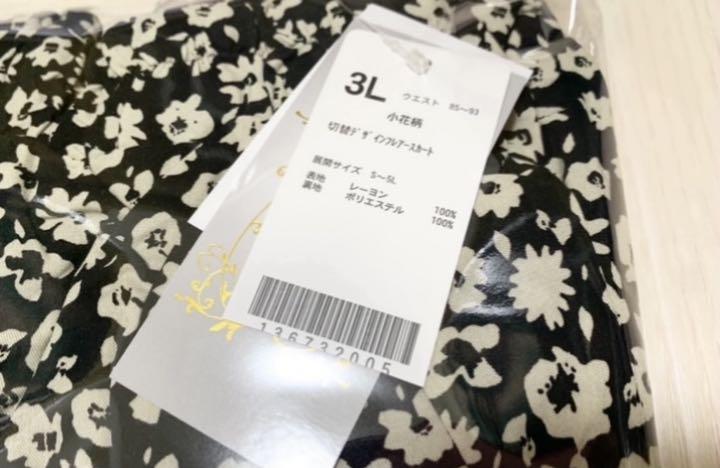 3L ウエスト 85～93
小花柄
切替ﾃﾞｻﾞｲﾝﾌﾚｱｰｽｶｰﾄ
展開サイズ S～5L
表地 レーヨン 100%
裏地 ポリエステル 100%
136732005